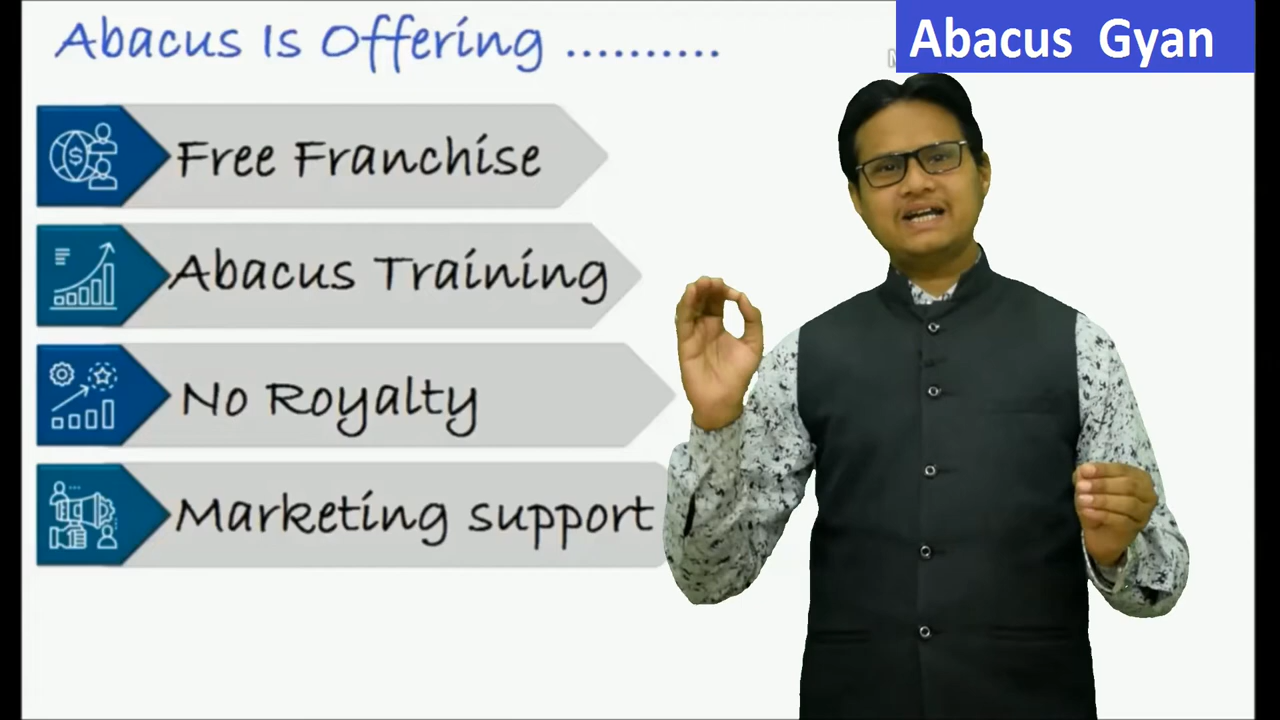 Abacus Is Offering ..........
Abacus Gyan
Free Franchise
Abacus Training
No Royalty
Marketing support